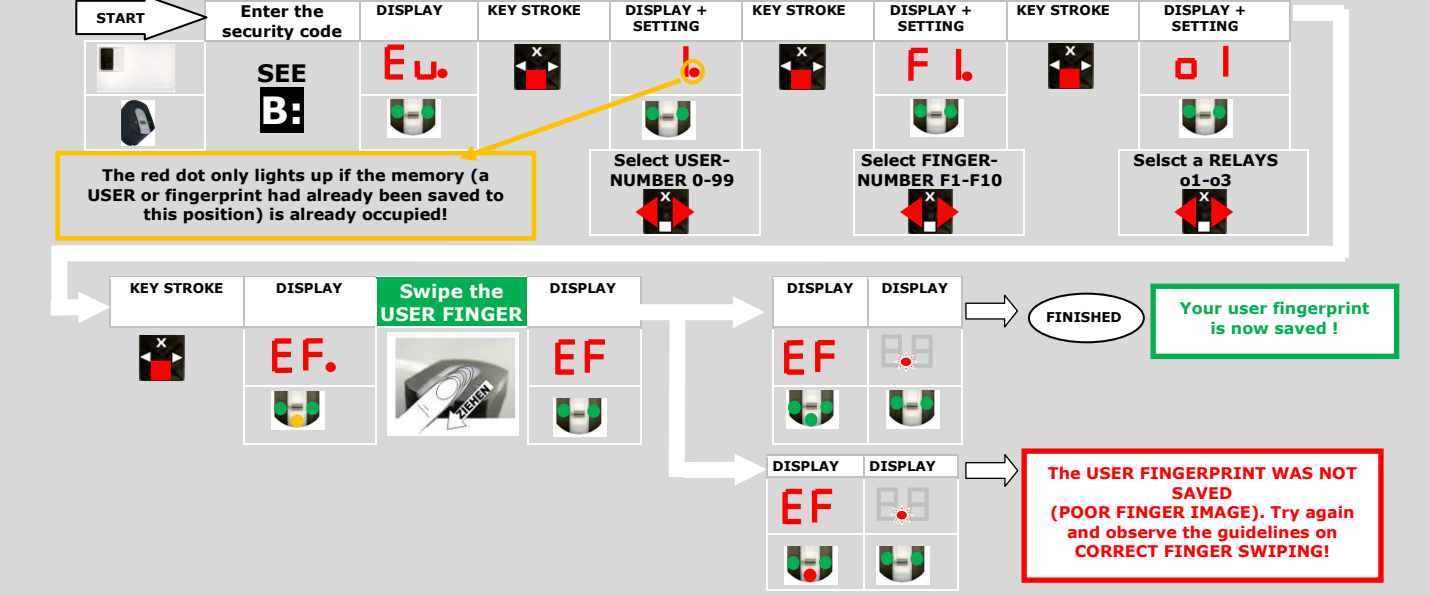 START
Enter the
security code
DISPLAY
KEY STROKE
DISPLAY +
SETTING
KEY STROKE
DISPLAY +
SETTING
KEY STROKE
DISPLAY +
SETTING
SEE
B:
Eu.
X
1.
X
F1.
X
o1
The red dot only lights up if the memory (a
USER or fingerprint had already been saved to
this position) is already occupied!
Select USER-
NUMBER 0-99
X
Select FINGER-
NUMBER F1-F10
X
Selsct a RELAYS
o1-o3
X
KEY STROKE
DISPLAY
Swipe the
USER FINGER
DISPLAY
X
EF.
ZIEHEN
EF
DISPLAY
DISPLAY
EF
FINISHED
Your user fingerprint
is now saved !
DISPLAY
DISPLAY
EF
The USER FINGERPRINT WAS NOT
SAVED
(POOR FINGER IMAGE). Try again
and observe the guidelines on
CORRECT FINGER SWIPING!